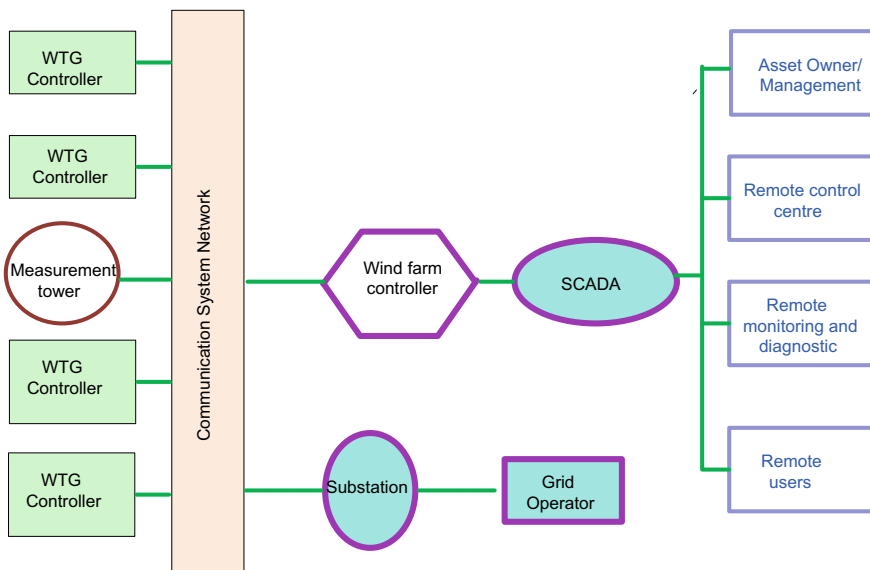 WTG
Controller
WTG
Controller
Measurement
tower
WTG
Controller
WTG
Controller
Communication System Network
Wind farm
controller
SCADA
Substation
Grid
Operator
Asset Owner/
Management
Remote control
centre
Remote
monitoring and
diagnostic
Remote
users